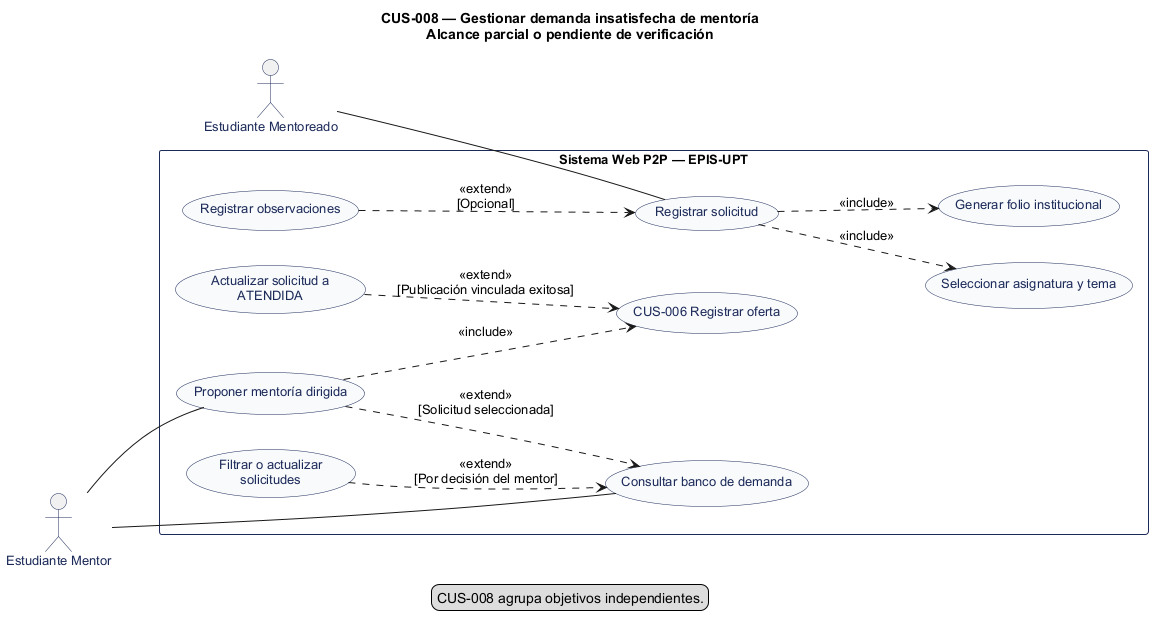 CUS-008 — Gestionar demanda insatisfecha de mentoría
Alcance parcial o pendiente de verificación
Estudiante Mentoreado
Sistema Web P2P — EPIS-UPT
Registrar observaciones
«extend»
[Opcional]
Registrar solicitud
«include»
Generar folio institucional
«include»
Seleccionar asignatura y tema
Actualizar solicitud a
ATENDIDA
«extend»
[Publicación vinculada exitosa]
CUS-006 Registrar oferta
«include»
Proponer mentoría dirigida
«extend»
[Solicitud seleccionada]
Filtrar o actualizar
solicitudes
«extend»
[Por decisión del mentor]
Consultar banco de demanda
Estudiante Mentor
CUS-008 agrupa objetivos independientes.